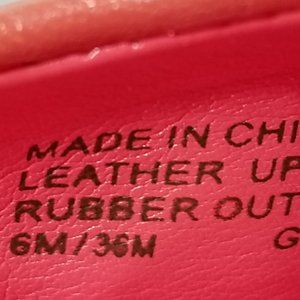 MADE IN CHI
LEATHER UP
RUBBER OUT
6M/36M G